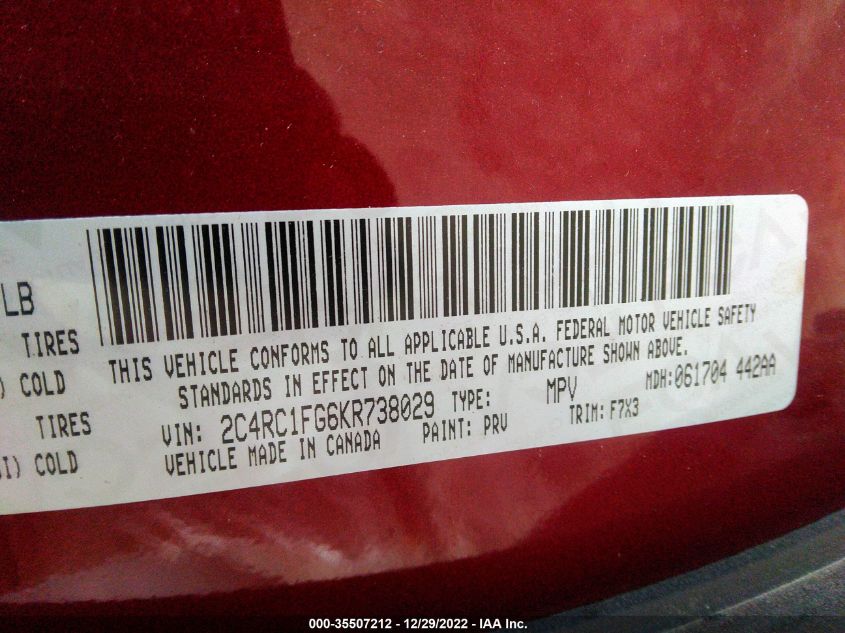 LB
TIRES
) COLD
TIRES
I) COLD
THIS VEHICLE CONFORMS TO ALL APPLICABLE U.S.A. FEDERAL MOTOR VEHICLE SAFETY
STANDARDS IN EFFECT ON THE DATE OF MANUFACTURE SHOWN ABOVE.
VIN: 2C4RC1FG6KR738029 TYPE: MPV MDH:061704 442AA
VEHICLE MADE IN CANADA PAINT: PRV TRIM: F7X3
000-35507212 - 12/29/2022 - IAA Inc.